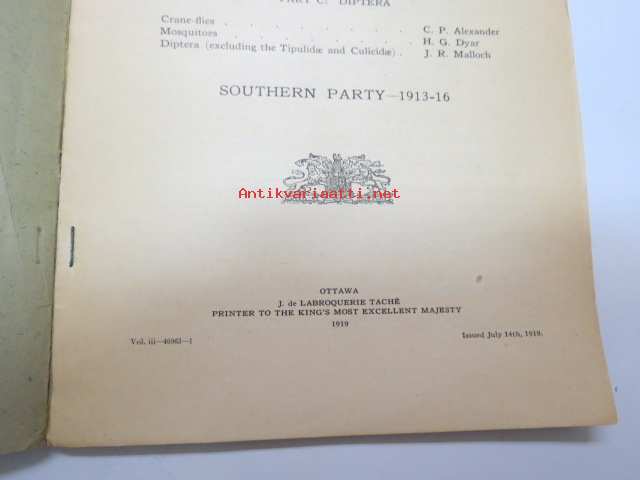 PART C: DIPTERA
Crane-flies . . . . . . . . . . C. P. Alexander
Mosquitoes . . . . . . . . . . H. G. Dyar
Diptera (excluding the Tipulidæ and Culicidæ) . J. R. Malloch
SOUTHERN PARTY—1913-16
Antikvariaatti.net
OTTAWA
J. de LABROQUERIE TACHÉ
PRINTER TO THE KING'S MOST EXCELLENT MAJESTY
1919
Vol. iii—40963—1 Issued July 14th, 1919.